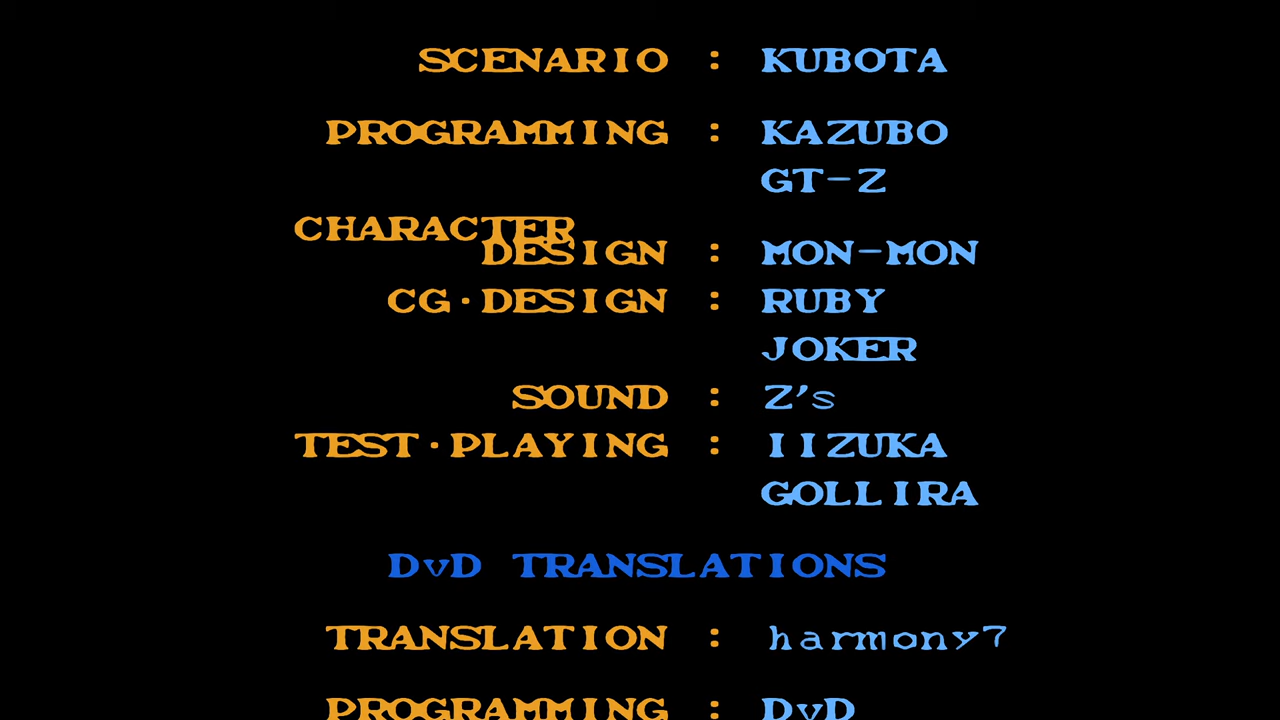 SCENARIO : KUBOTA
PROGRAMMING : KAZUBO
GT-Z
CHARACTER
DESIGN : MON-MON
CG·DESIGN : RUBY
JOKER
SOUND : Z's
TEST·PLAYING : IIZUKA
GOLLIRA
DvD TRANSLATIONS
TRANSLATION : harmony7
PROGRAMMING : DvD